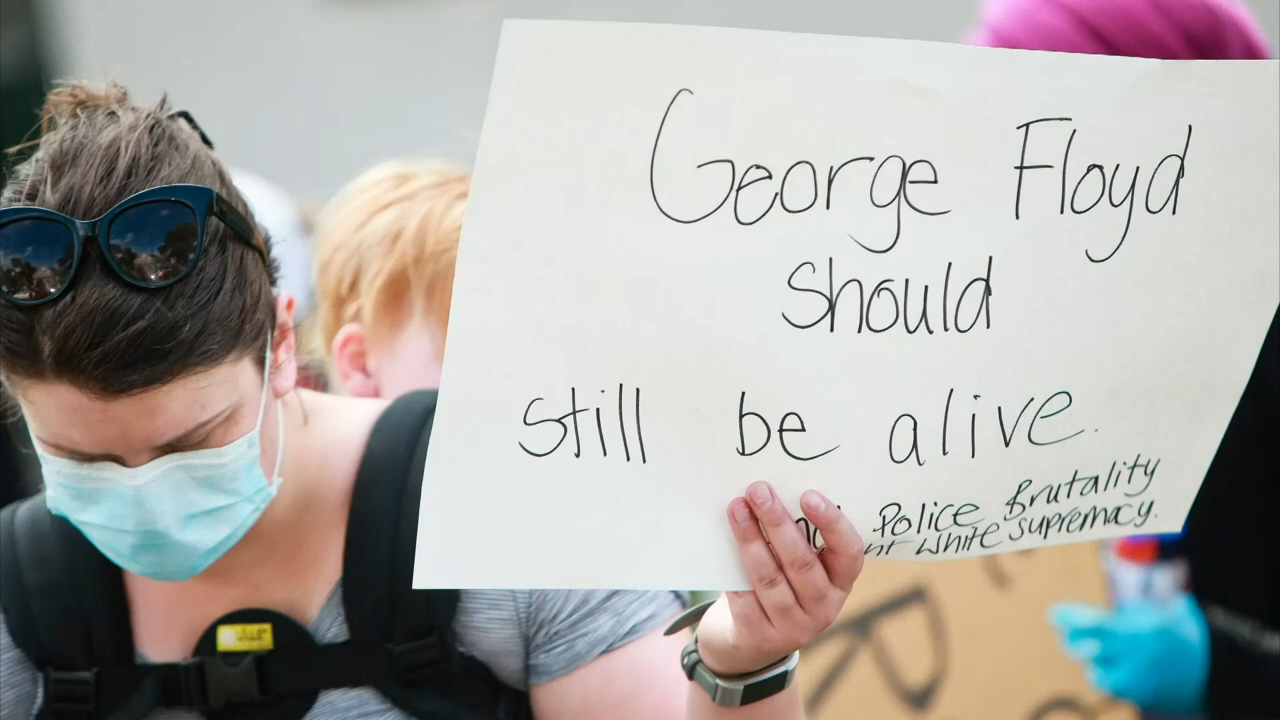 George Floyd
Should
still be alive.
Police Brutality
white supremacy.